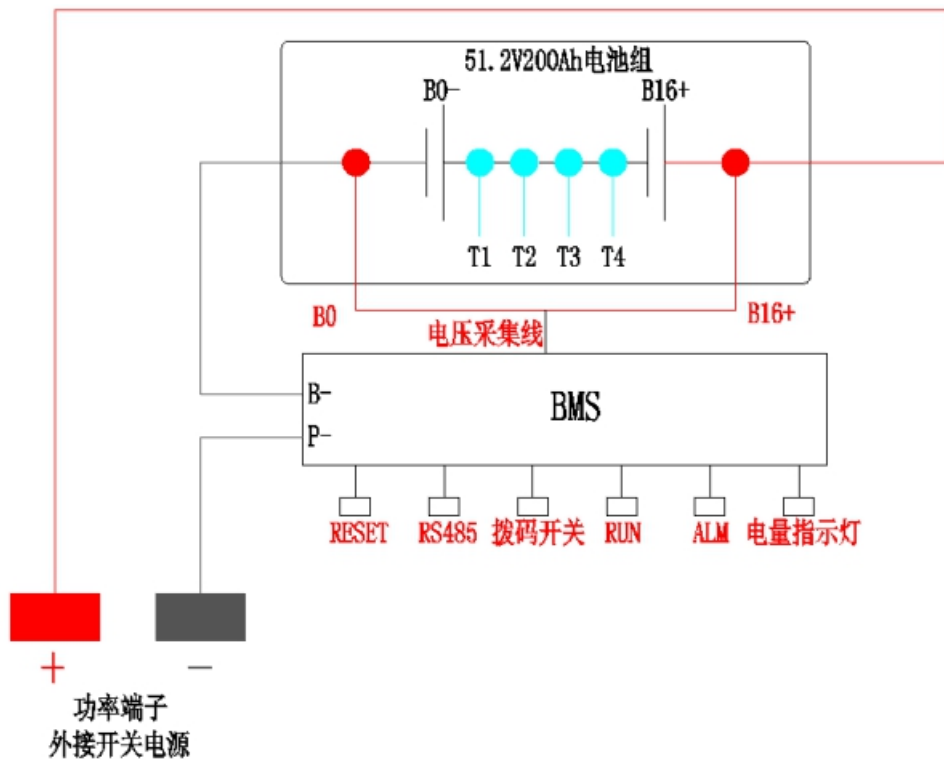 51.2V200Ah电池组
B0-
B16+
T1
T2
T3
T4
B0
B16+
电压采集线
B-
BMS
P-
RESET
RS485
拨码开关
RUN
ALM
电量指示灯
+
-
功率端子
外接开关电源